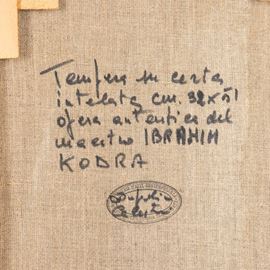 Tempera su carta
intelata cm. 32x51
opera autentica del
maestro IBRAHIM
KODRA